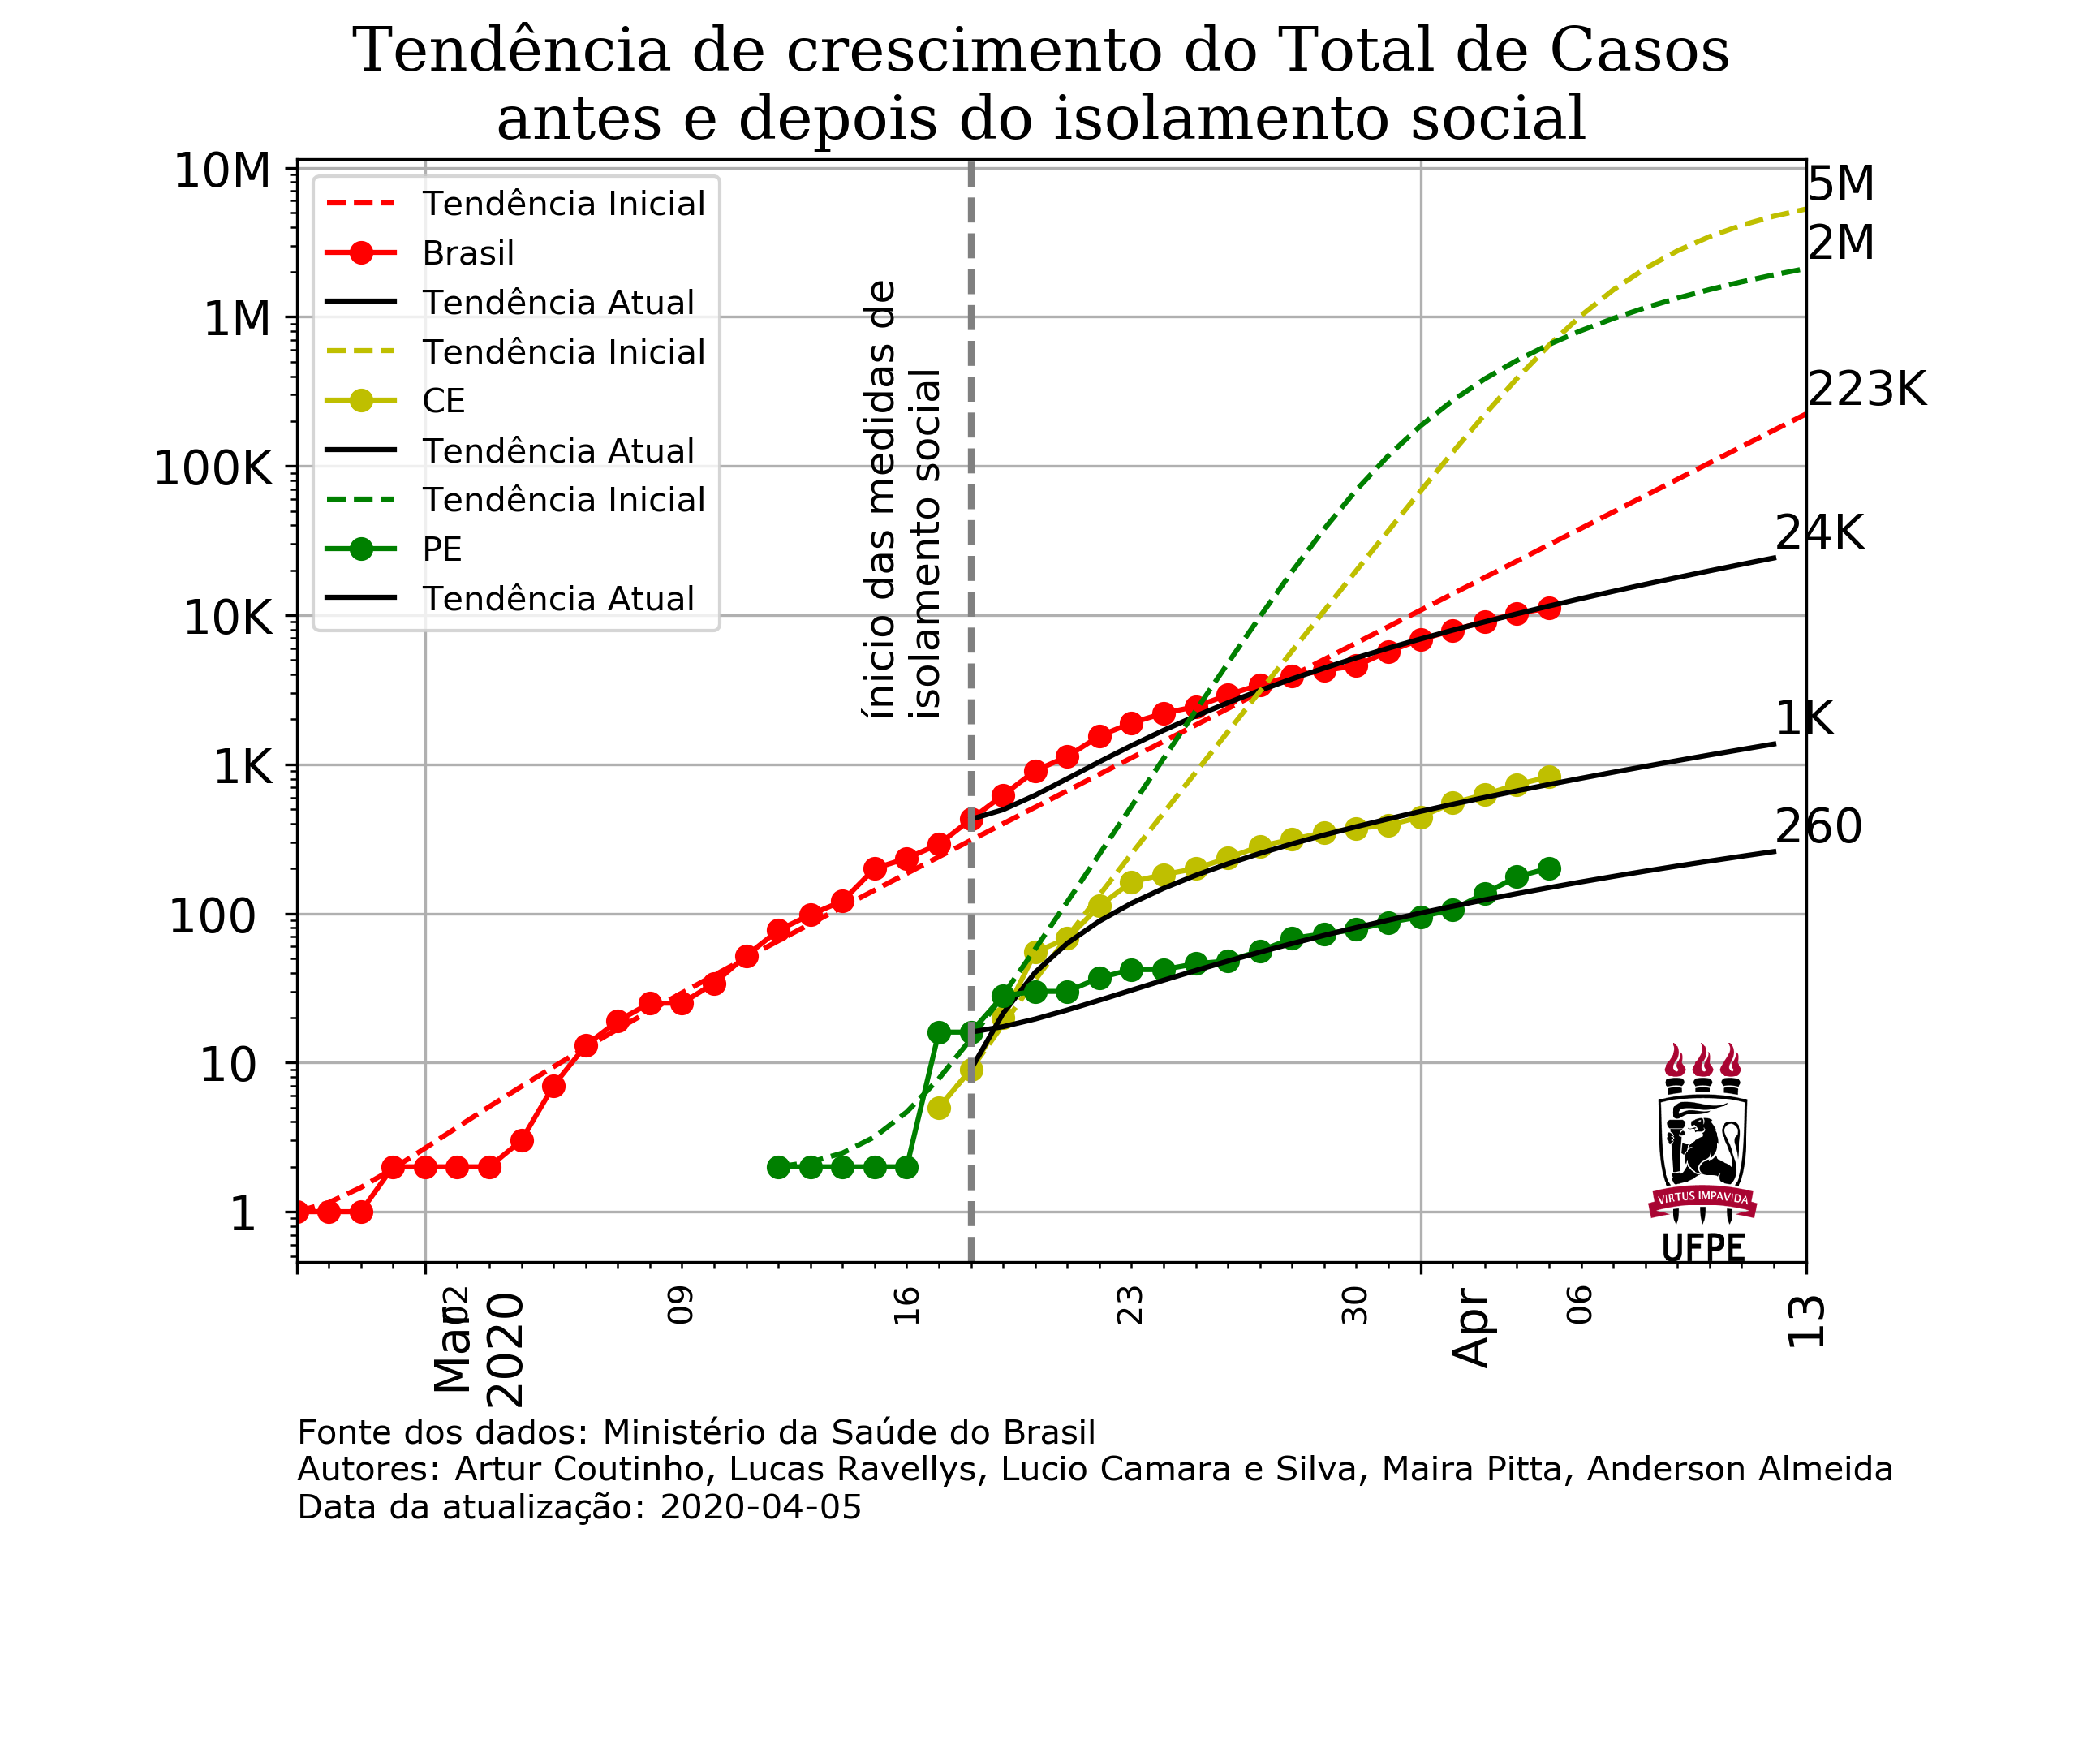 Tendência de crescimento do Total de Casos
antes e depois do isolamento social
10M
1M
100K
10K
1K
100
10
1
Tendência Inicial
Brasil
Tendência Atual
Tendência Inicial
CE
Tendência Atual
Tendência Inicial
PE
Tendência Atual
ínicio das medidas de
isolamento social
5M
2M
223K
24K
1K
260
VIRTUS IMPAVIDA
UFPE
02
09
16
23
30
06
13
Mar
2020
Apr
Fonte dos dados: Ministério da Saúde do Brasil
Autores: Artur Coutinho, Lucas Ravellys, Lucio Camara e Silva, Maira Pitta, Anderson Almeida
Data da atualização: 2020-04-05